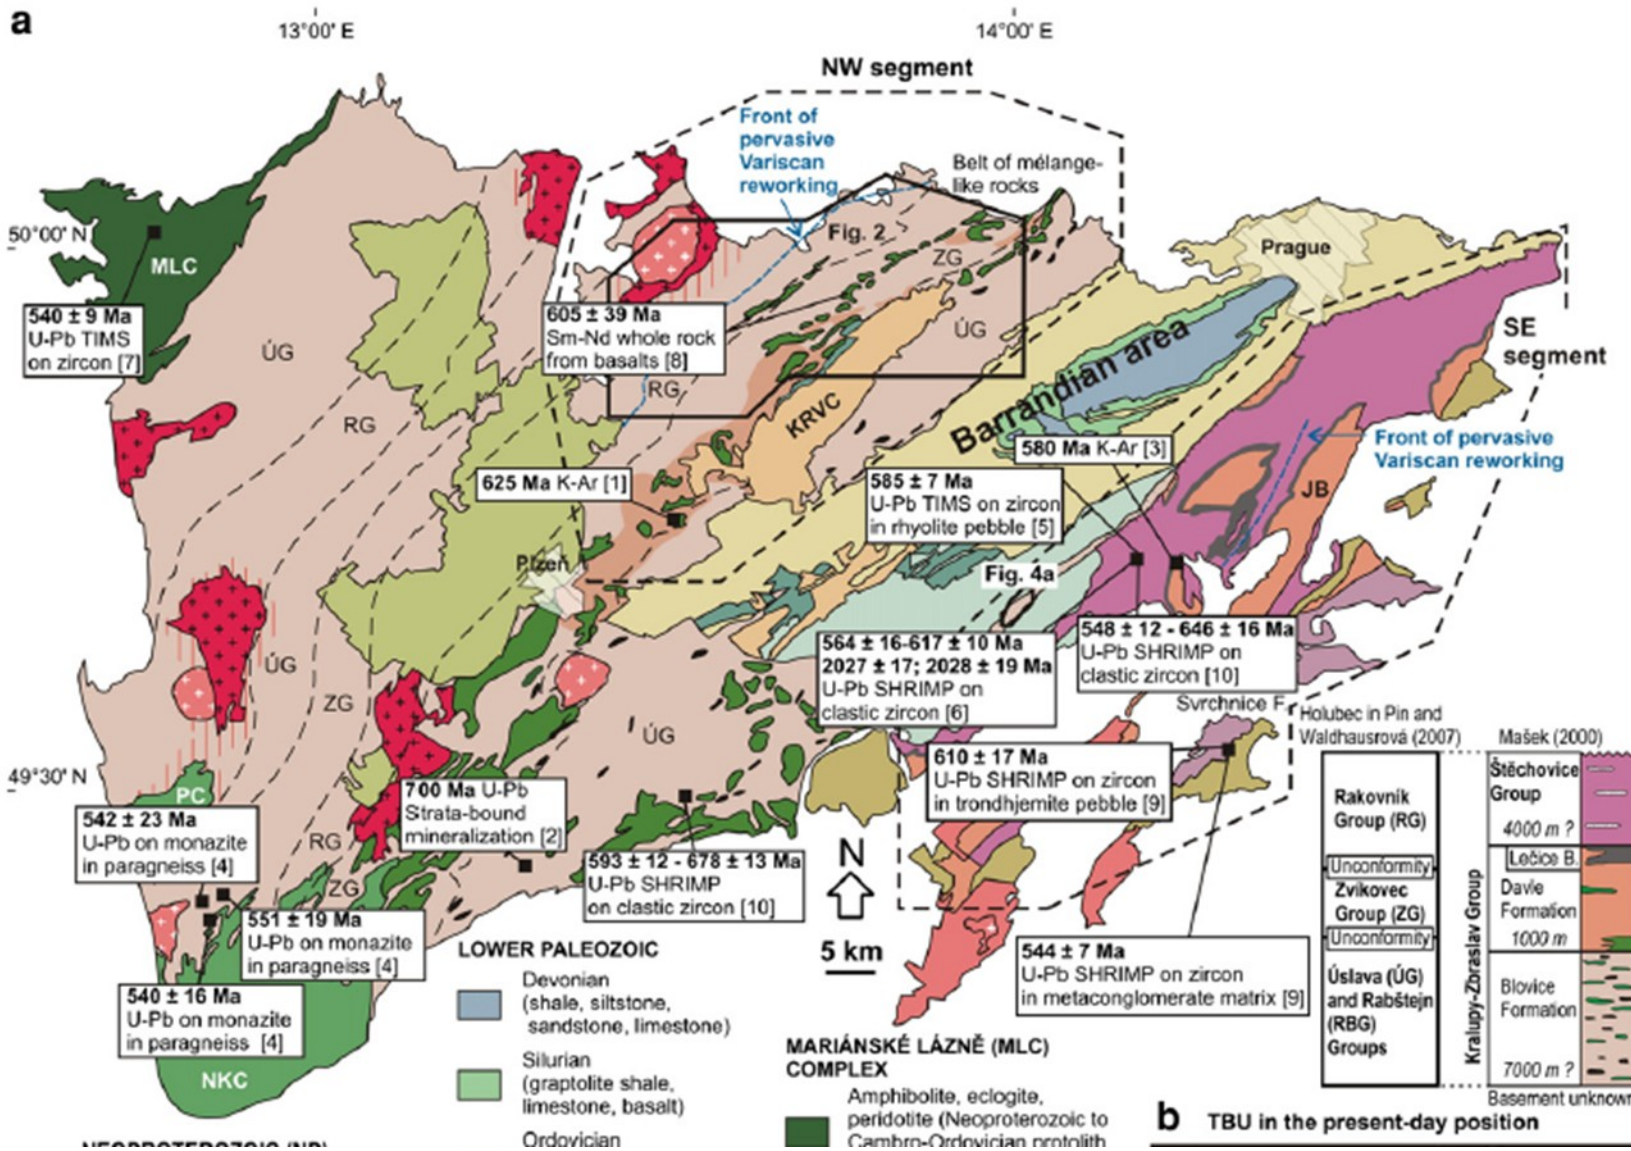 a
13°00' E
14°00' E
NW segment
Front of
pervasive
Variscan
reworking
Belt of mélange-
like rocks
50°00' N
MLC
Fig. 2
ZG
Prague
540 ± 9 Ma
U-Pb TIMS
on zircon [7]
605 ± 39 Ma
Sm-Nd whole rock
from basalts [8]
ÚG
ÚG
SE
segment
RG
RG
KRVC
Barrandian area
580 Ma K-Ar [3]
Front of pervasive
Variscan reworking
625 Ma K-Ar [1]
585 ± 7 Ma
U-Pb TIMS on zircon
in rhyolite pebble [5]
JB
Plzeň
Fig. 4a
564 ± 16-617 ± 10 Ma
2027 ± 17; 2028 ± 19 Ma
U-Pb SHRIMP on
clastic zircon [6]
548 ± 12 - 646 ± 16 Ma
U-Pb SHRIMP on
clastic zircon [10]
ÚG
ZG
ÚG
Svrchnice F.
Holubec in Pin and
Waldhausrová (2007)
Mašek (2000)
49°30' N
PC
610 ± 17 Ma
U-Pb SHRIMP on zircon
in trondhjemite pebble [9]
700 Ma U-Pb
Strata-bound
mineralization [2]
542 ± 23 Ma
U-Pb on monazite
in paragneiss [4]
RG
ZG
593 ± 12 - 678 ± 13 Ma
U-Pb SHRIMP
on clastic zircon [10]
N
5 km
551 ± 19 Ma
U-Pb on monazite
in paragneiss [4]
544 ± 7 Ma
U-Pb SHRIMP on zircon
in metaconglomerate matrix [9]
540 ± 16 Ma
U-Pb on monazite
in paragneiss [4]
NKC
Rakovník
Group (RG)
Unconformity
Zvíkovec
Group (ZG)
Unconformity
Úslava (ÚG)
and Rabštejn
(RBG)
Groups
Kralupy-Zbraslav Group
Štěchovice
Group
4000 m ?
Lečice B.
Davle
Formation
1000 m
Blovice
Formation
7000 m ?
Basement unknown
LOWER PALEOZOIC
Devonian
(shale, siltstone,
sandstone, limestone)
Silurian
(graptolite shale,
limestone, basalt)
Ordovician
MARIÁNSKÉ LÁZNĚ (MLC)
COMPLEX
Amphibolite, eclogite,
peridotite (Neoproterozoic to
Cambro-Ordovician protolith
b TBU in the present-day position
NEOPROTEROZOIC (NP)